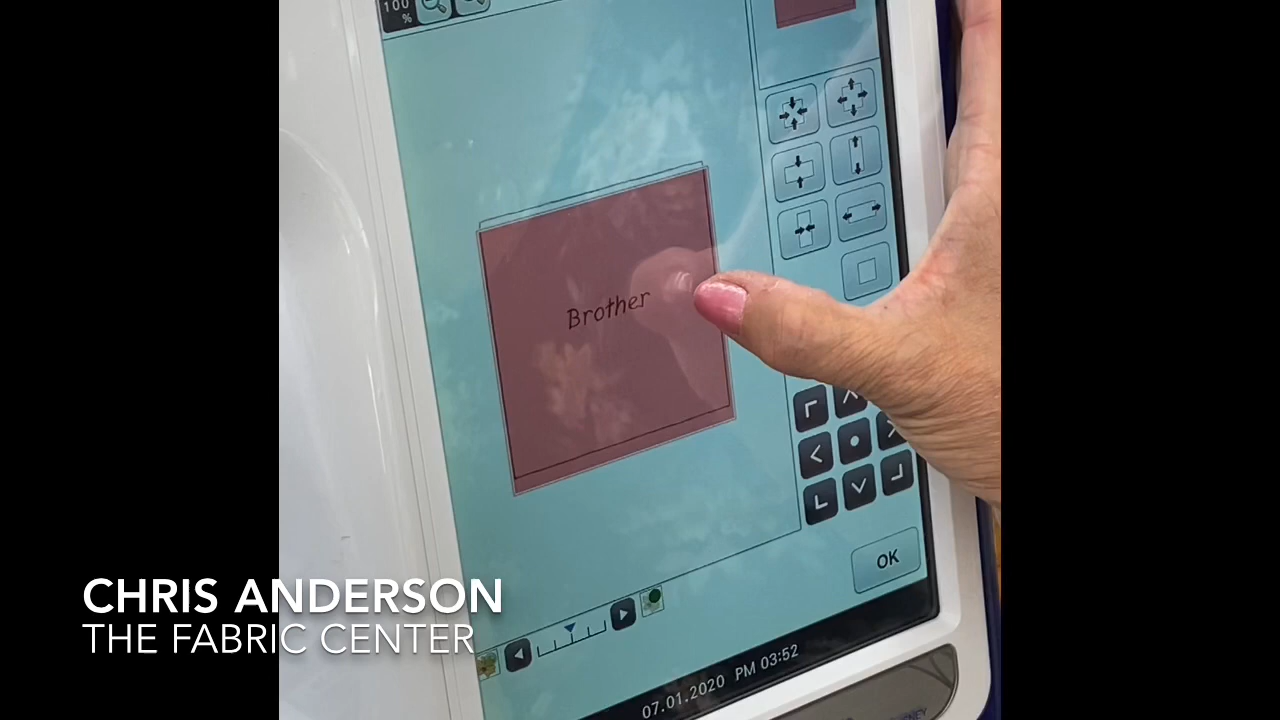 100
%
Brother
OK
CHRIS ANDERSON
THE FABRIC CENTER
07.01.2020 PM 03:52